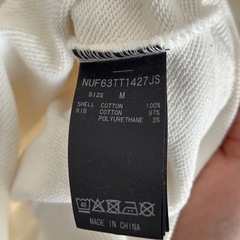 NUF63TT1427JS
SIZE M
SHELL COTTON 100%
RIB COTTON 97%
POLYURETHANE 3%
MADE IN CHINA